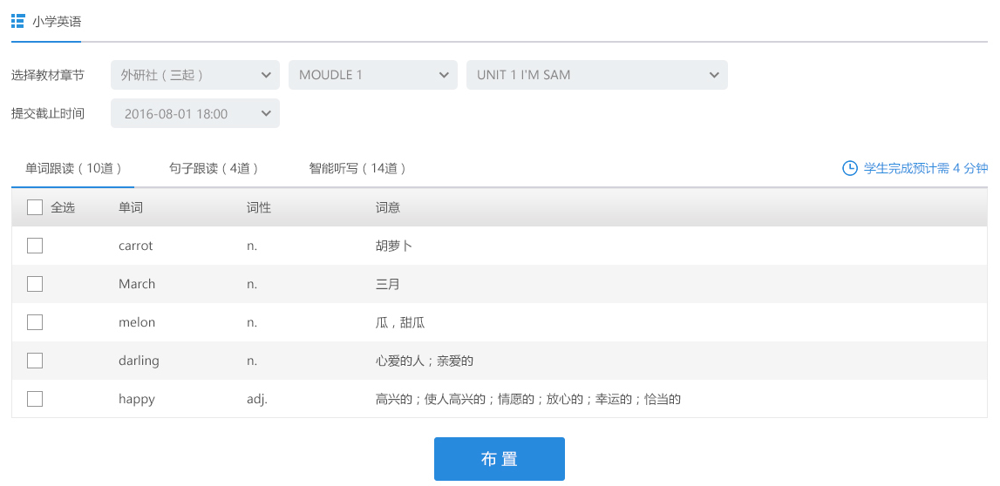 小学英语
选择教材章节 外研社（三起） MOUDLE 1 UNIT 1 I'M SAM
提交截止时间 2016-08-01 18:00
单词跟读（10道） 句子跟读（4道） 智能听写（14道） 学生完成预计需 4 分钟
全选 单词 词性 词意
carrot n. 胡萝卜
March n. 三月
melon n. 瓜，甜瓜
darling n. 心爱的人；亲爱的
happy adj. 高兴的；使人高兴的；情愿的；放心的；幸运的；恰当的
布 置